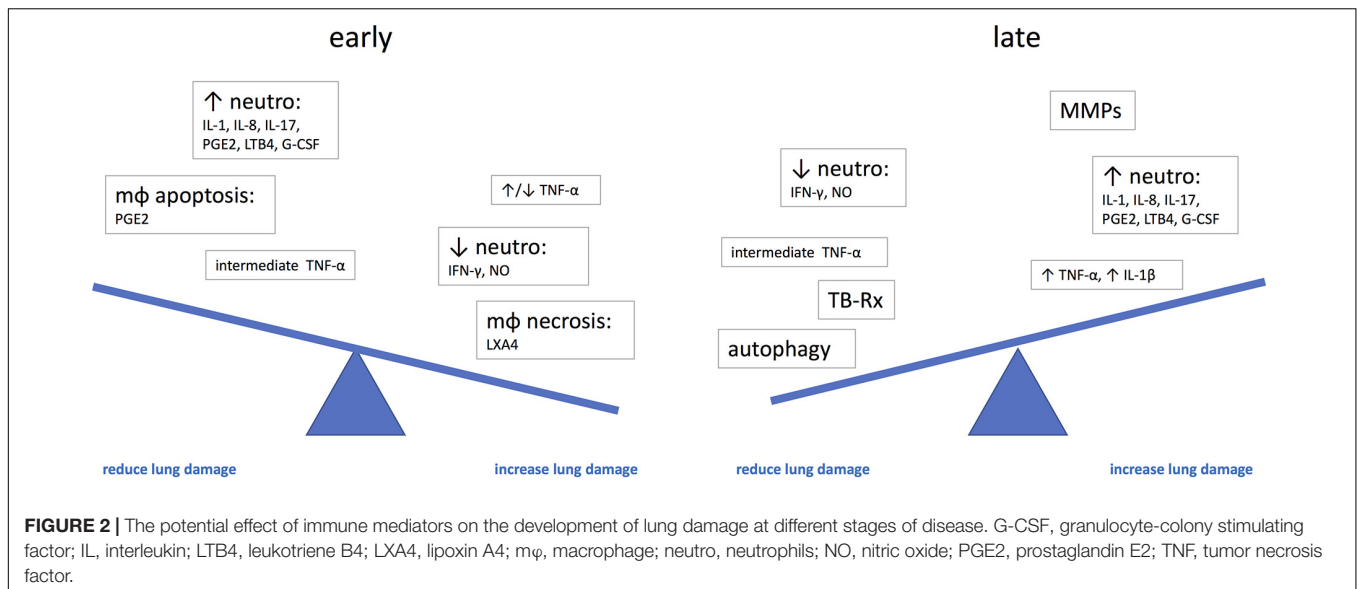 early
↑ neutro:
IL-1, IL-8, IL-17,
PGE2, LTB4, G-CSF
mφ apoptosis:
PGE2
intermediate TNF-α
↑/↓ TNF-α
↓ neutro:
IFN-γ, NO
mφ necrosis:
LXA4
reduce lung damage
increase lung damage
late
MMPs
↓ neutro:
IFN-γ, NO
↑ neutro:
IL-1, IL-8, IL-17,
PGE2, LTB4, G-CSF
intermediate TNF-α
↑ TNF-α, ↑ IL-1β
TB-Rx
autophagy
reduce lung damage
increase lung damage
FIGURE 2 | The potential effect of immune mediators on the development of lung damage at different stages of disease. G-CSF, granulocyte-colony stimulating
factor; IL, interleukin; LTB4, leukotriene B4; LXA4, lipoxin A4; mφ, macrophage; neutro, neutrophils; NO, nitric oxide; PGE2, prostaglandin E2; TNF, tumor necrosis
factor.